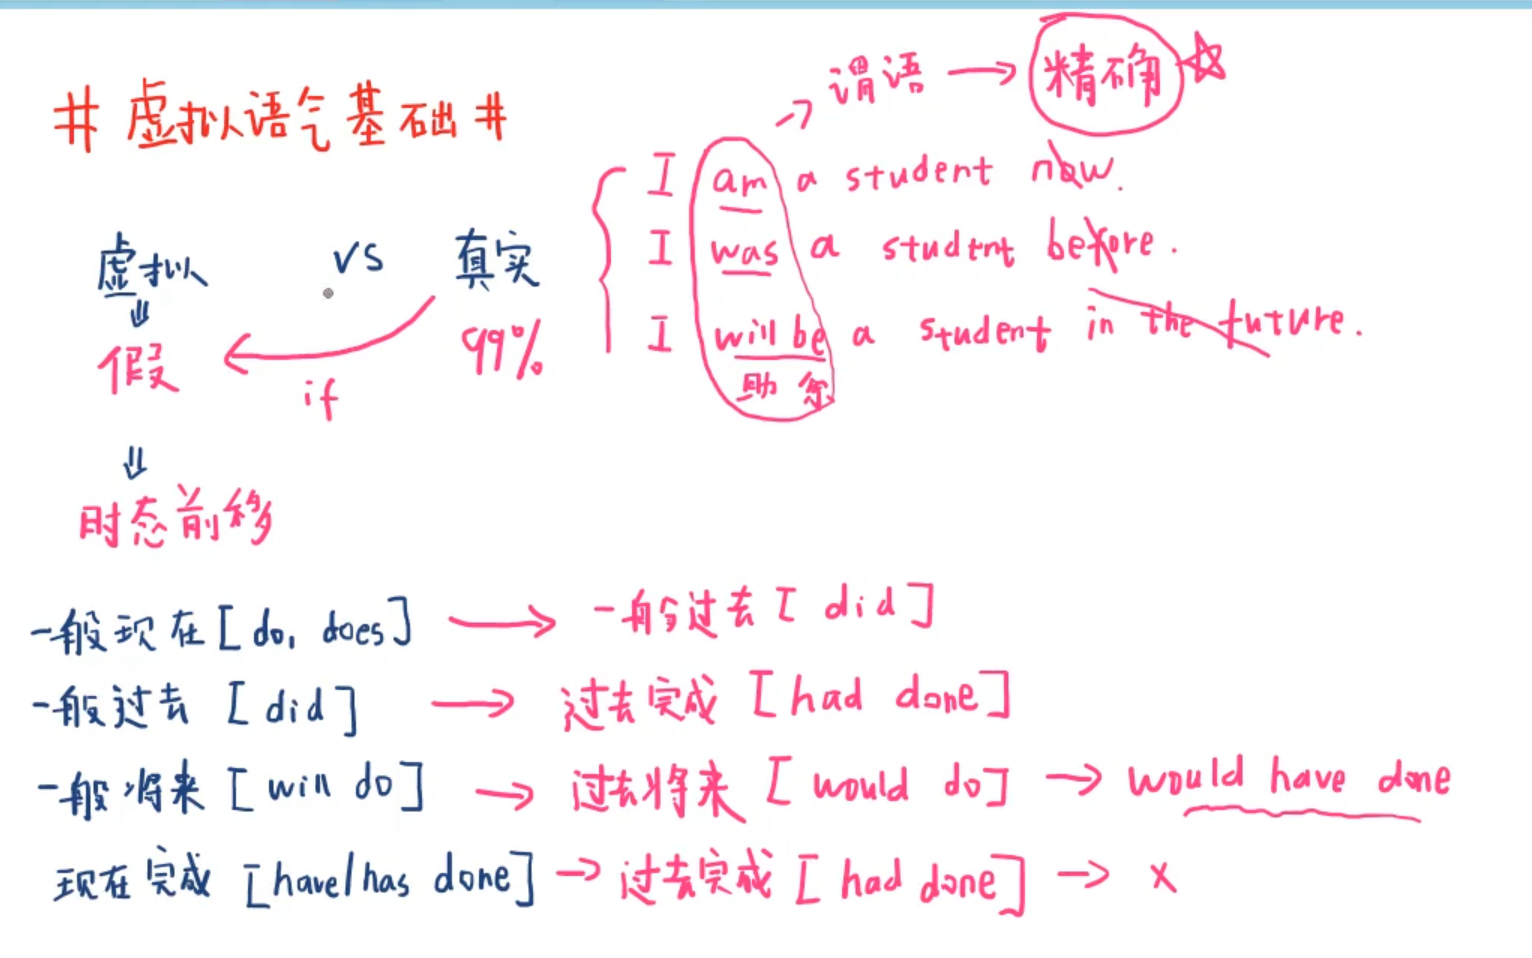 # 虚拟语气基础 #
谓语 → 精确 ☆
I am a student now.
I was a student before.
I will be a student in the future.
助 系
虚拟 vs 真实
假 if 99%
时态前移
一般现在 [do, does] → 一般过去 [did]
一般过去 [did] → 过去完成 [had done]
一般将来 [will do] → 过去将来 [would do] → would have done
现在完成 [have/has done] → 过去完成 [had done] → ×